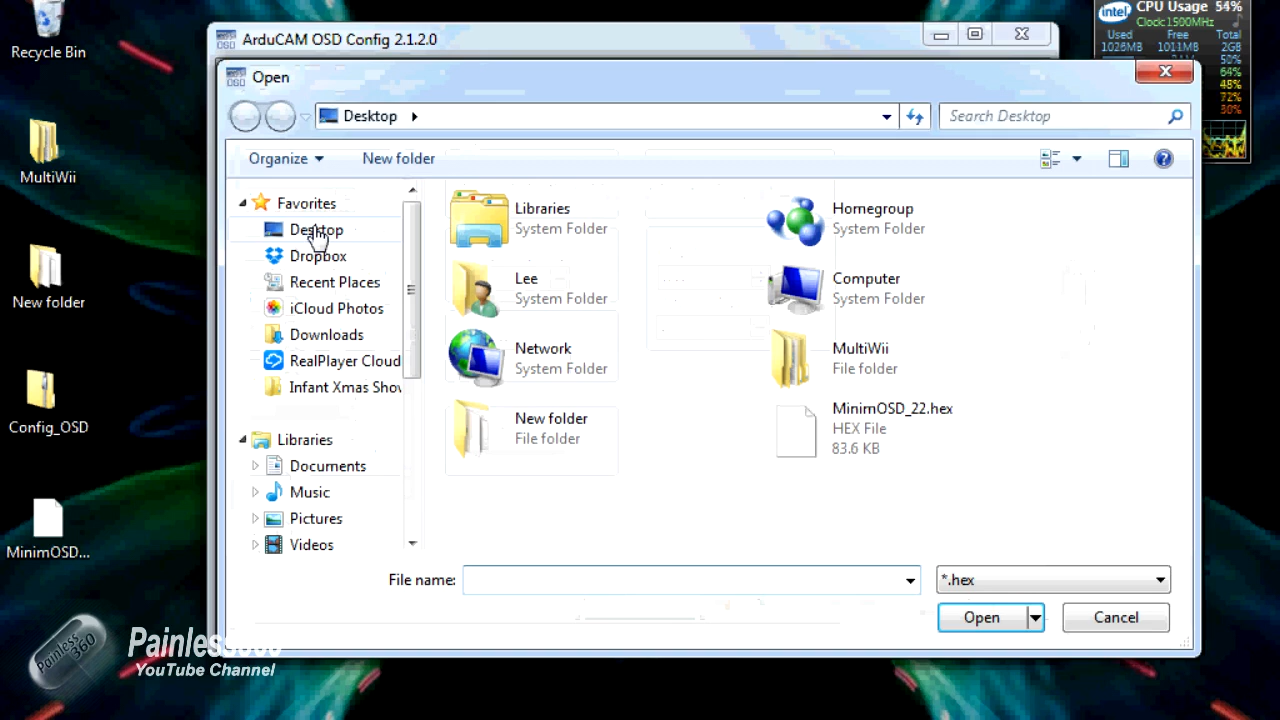 Recycle Bin
MultiWii
New folder
Config_OSD
MinimOSD...
ArduCAM OSD Config 2.1.2.0
Open
Desktop
Search Desktop
Organize
New folder
Favorites
Desktop
Dropbox
Recent Places
iCloud Photos
Downloads
RealPlayer Cloud
Infant Xmas Sho
Libraries
Documents
Music
Pictures
Videos
Libraries
System Folder
Homegroup
System Folder
Lee
System Folder
Computer
System Folder
Network
System Folder
MultiWii
File folder
New folder
File folder
MinimOSD_22.hex
HEX File
83.6 KB
File name:
*.hex
Open
Cancel
intel
CPU Usage 54%
Clock: 1500MHz
Used Free Total
1026MB 1011MB 2GB
50%
64%
48%
72%
30%
Painless360
Painless360
YouTube Channel